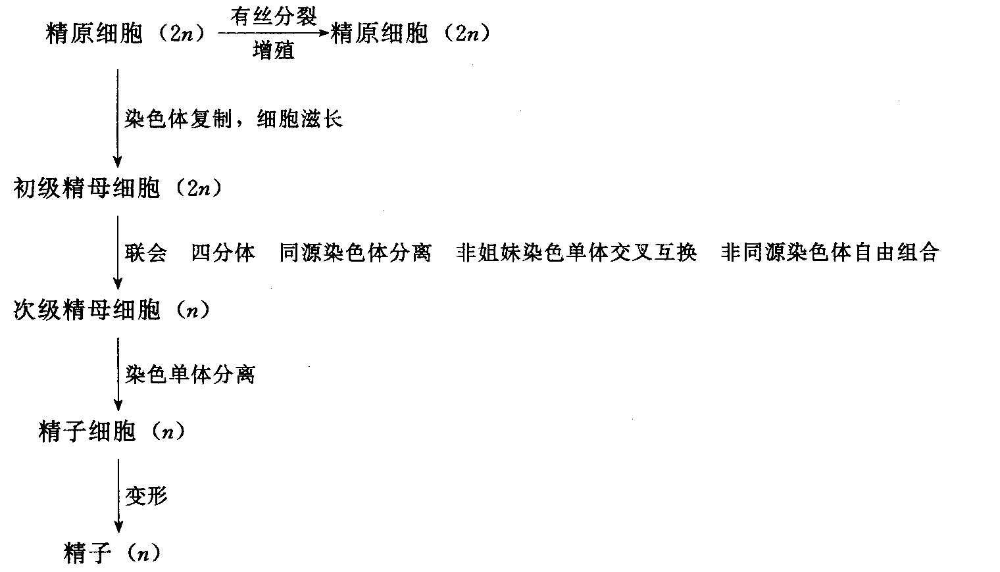 有丝分裂
精原细胞（2n）精原细胞（2n）
增殖
染色体复制，细胞滋长
初级精母细胞（2n）
联会 四分体 同源染色体分离 非姐妹染色单体交叉互换 非同源染色体自由组合
次级精母细胞（n）
染色单体分离
精子细胞（n）
变形
精子（n）